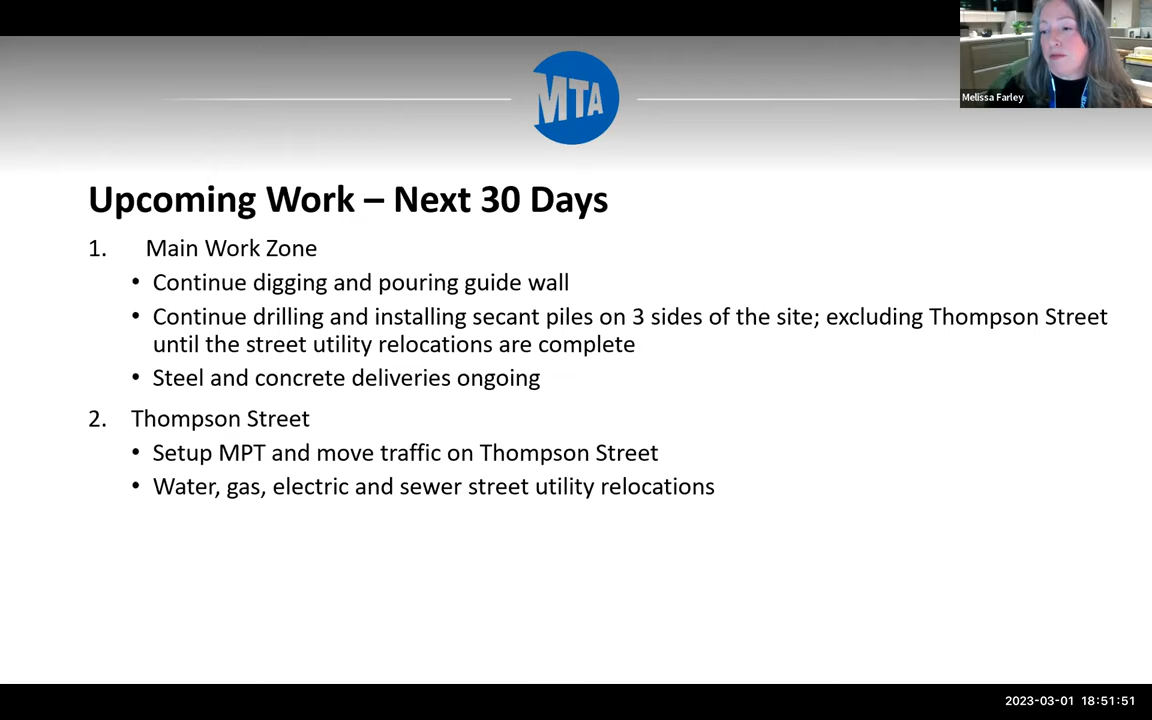 MTA
Melissa Farley
Upcoming Work – Next 30 Days
1. Main Work Zone
• Continue digging and pouring guide wall
• Continue drilling and installing secant piles on 3 sides of the site; excluding Thompson Street
until the street utility relocations are complete
• Steel and concrete deliveries ongoing
2. Thompson Street
• Setup MPT and move traffic on Thompson Street
• Water, gas, electric and sewer street utility relocations
2023-03-01 18:51:51